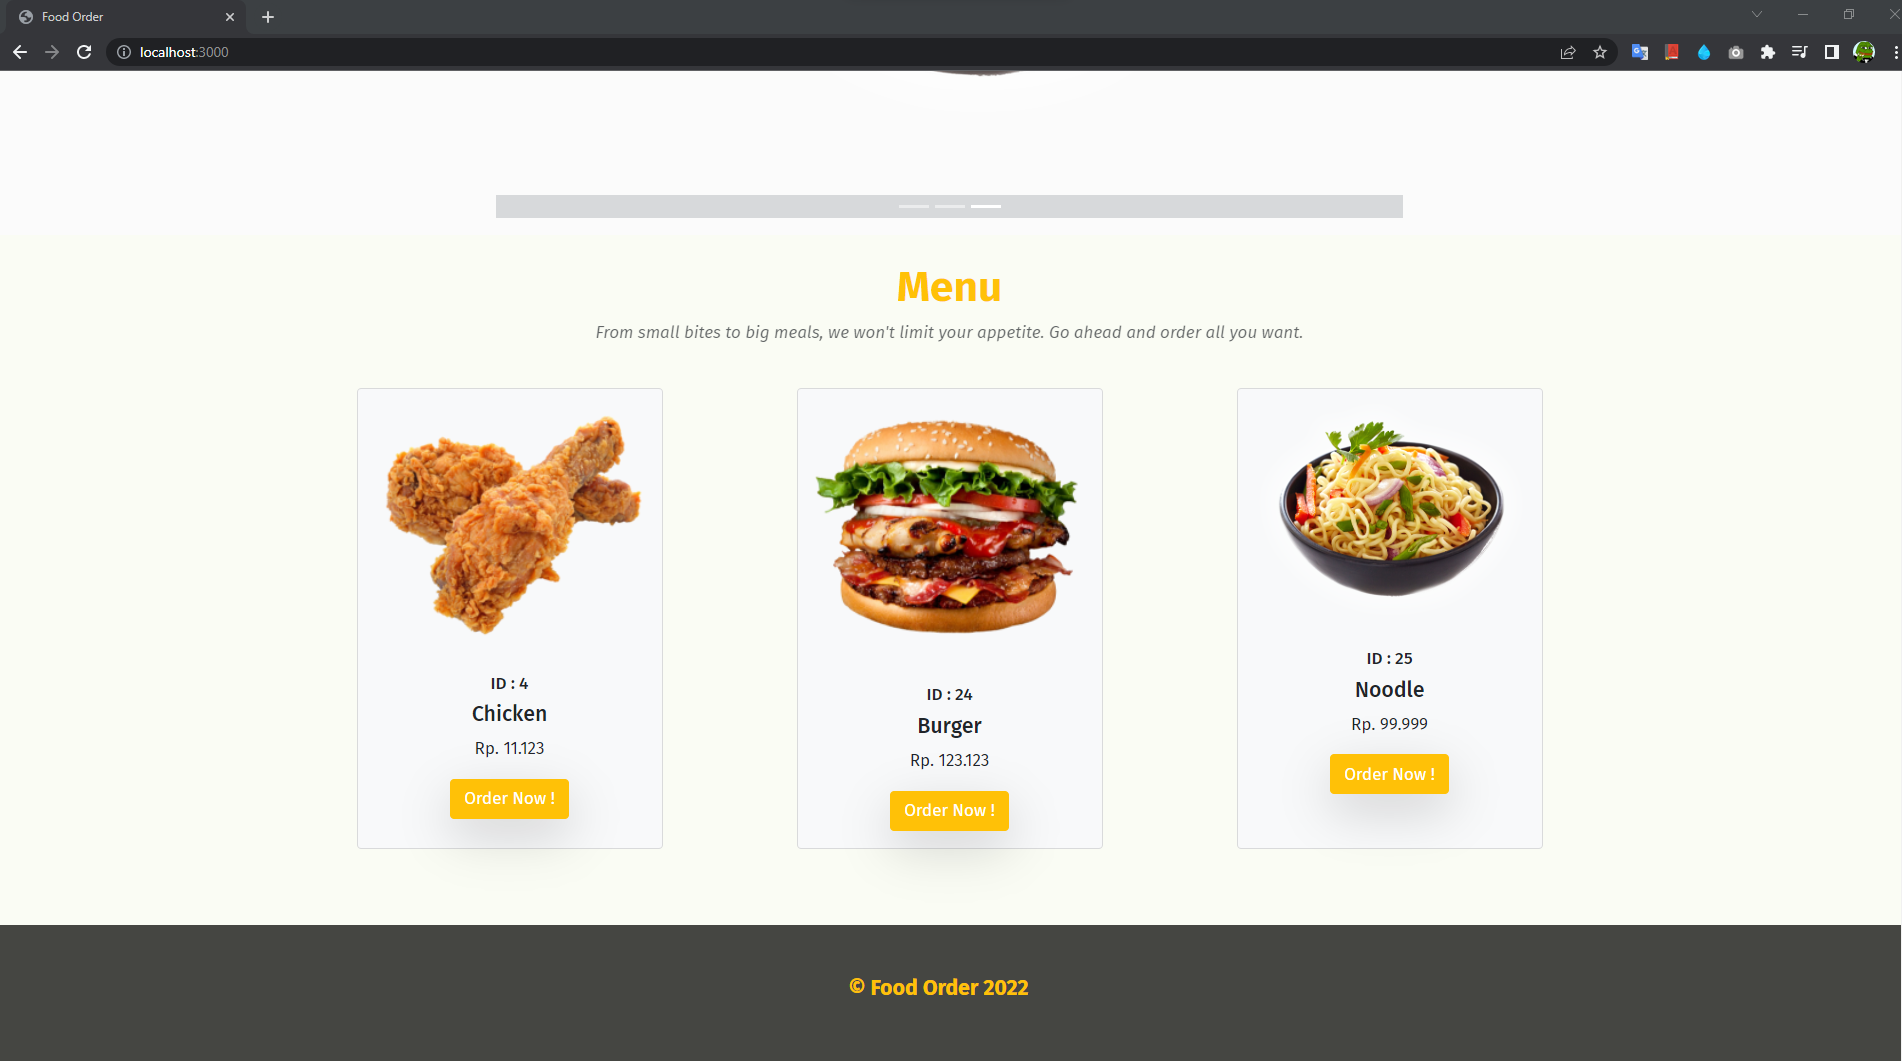 Food Order
localhost:3000
Menu
From small bites to big meals, we won't limit your appetite. Go ahead and order all you want.
ID : 4
Chicken
Rp. 11.123
Order Now !
ID : 24
Burger
Rp. 123.123
Order Now !
ID : 25
Noodle
Rp. 99.999
Order Now !
© Food Order 2022